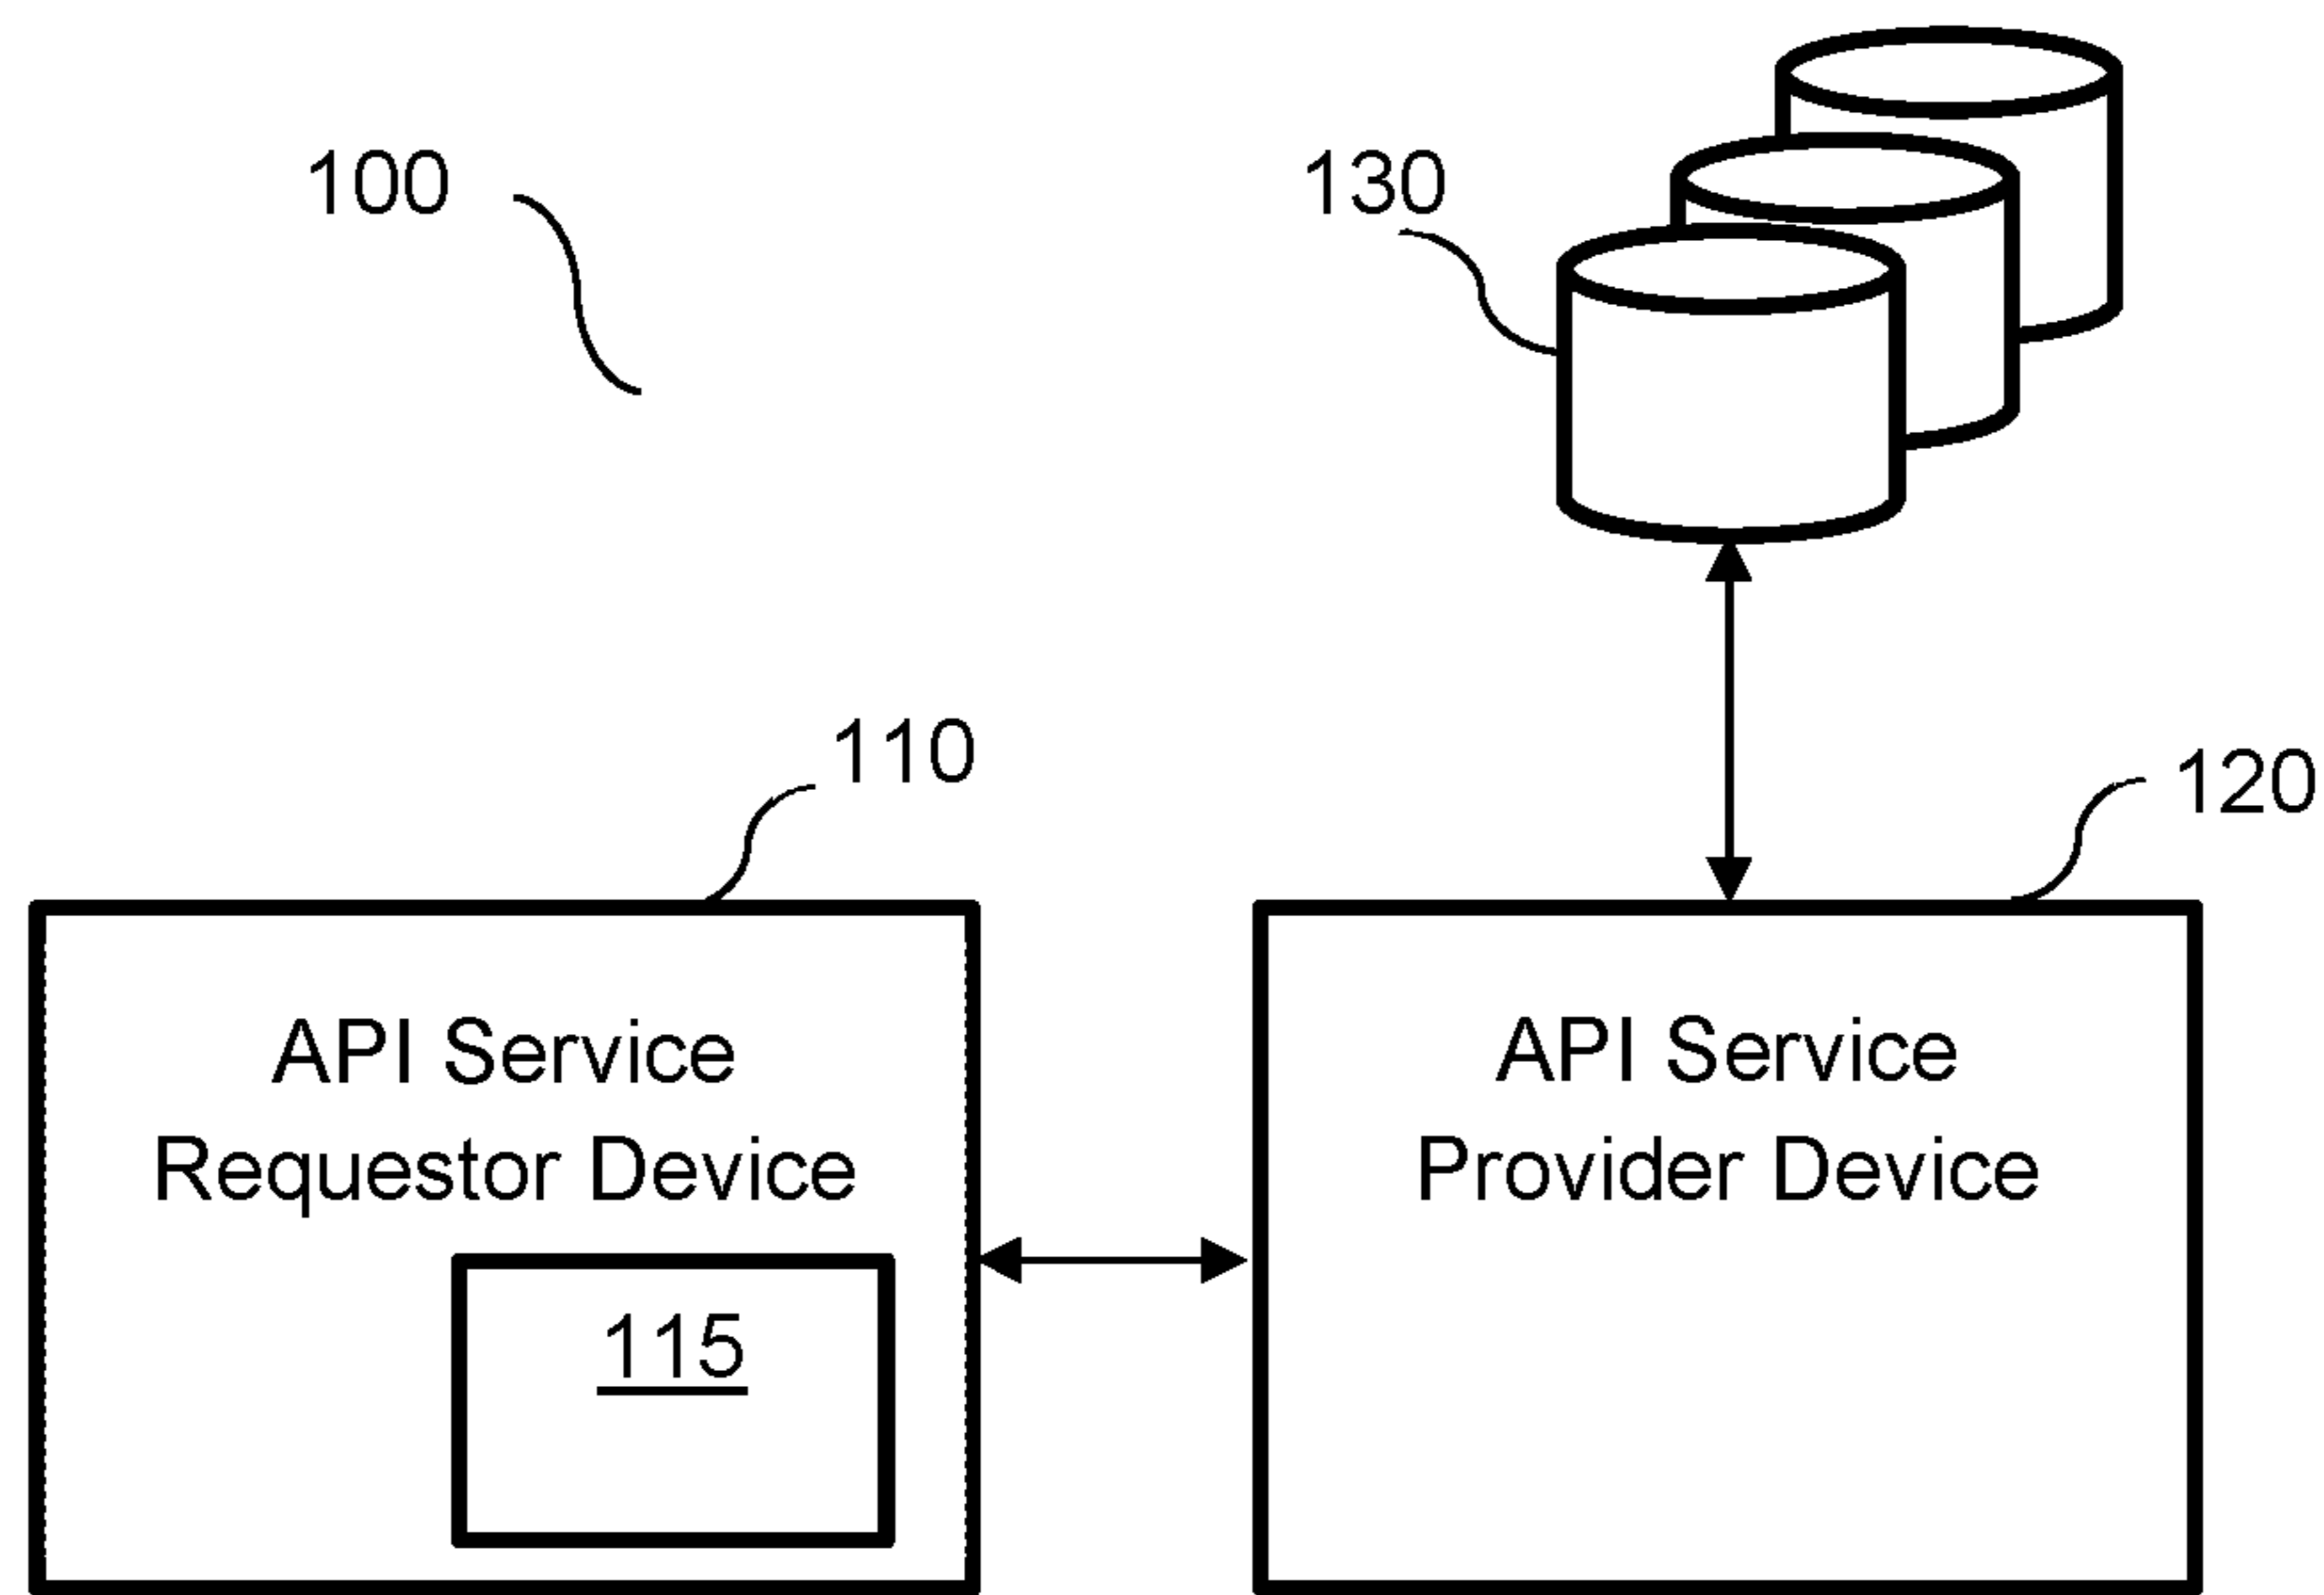 100
130
110
120
API Service
Requestor Device
115
API Service
Provider Device